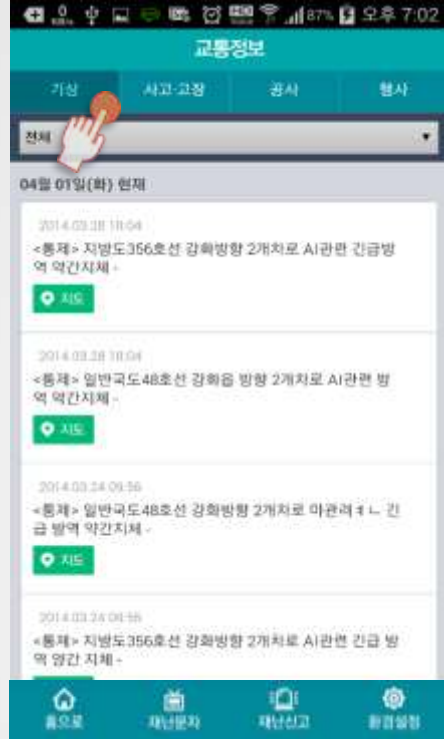 87% 오후 7:02
교통정보
기상 사고·고장 공사 행사
전체
04월 01일(화) 현재
2014.03.28 18:04
<통제> 지방도356호선 강화방향 2개차로 AI관련 긴급방
역 약간지체 -
지도
2014.03.28 18:04
<통제> 일반국도48호선 강화읍 방향 2개차로 AI관련 방
역 약간지체 -
지도
2014.03.24 09:56
<통제> 일반국도48호선 강화방향 2개차로 마관려ㅐㄴ 긴
급 방역 약간지체 -
지도
2014.03.24 09:56
<통제> 지방도356호선 강화방향 2개차로 AI관련 긴급 방
역 양간 지체 -
홈으로 재난문자 재난신고 환경설정